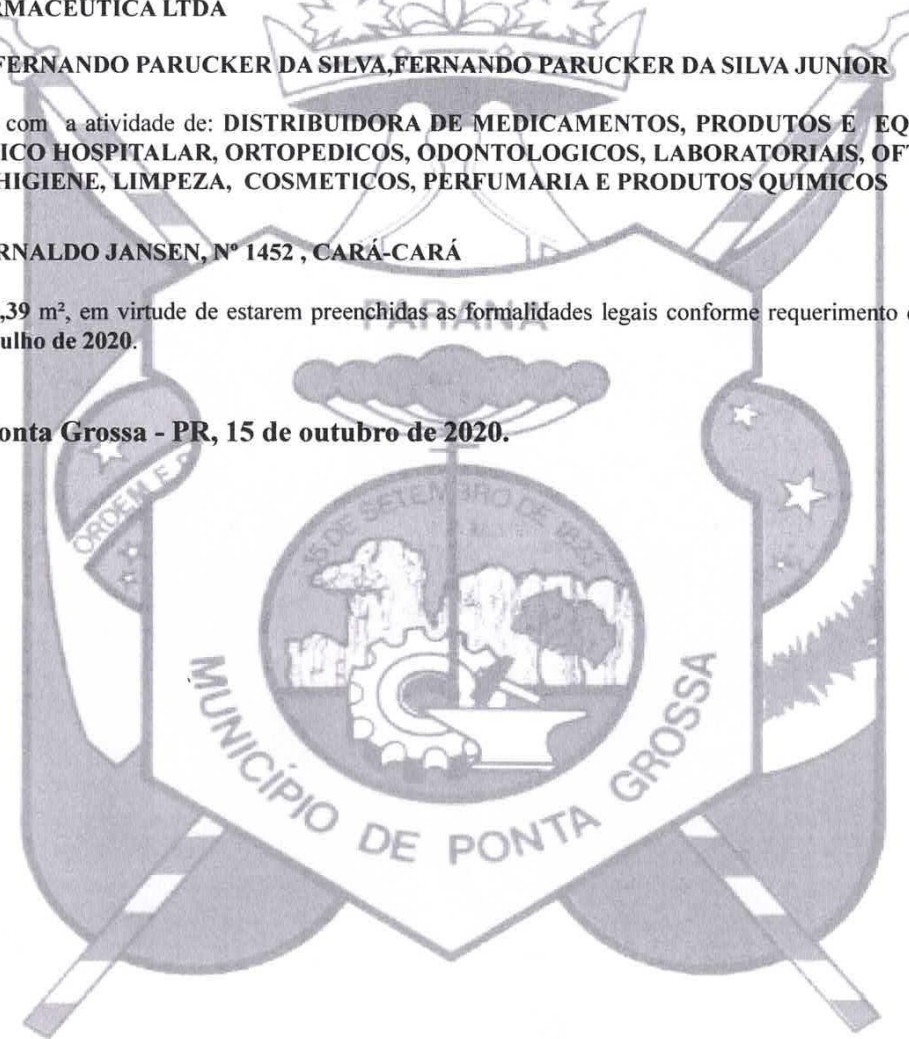 RMACEUTICA LTDA
FERNANDO PARUCKER DA SILVA,FERNANDO PARUCKER DA SILVA JUNIOR
com a atividade de: DISTRIBUIDORA DE MEDICAMENTOS, PRODUTOS E EQ
ICO HOSPITALAR, ORTOPEDICOS, ODONTOLOGICOS, LABORATORIAIS, OFT
HIGIENE, LIMPEZA, COSMETICOS, PERFUMARIA E PRODUTOS QUIMICOS
RNALDO JANSEN, Nº 1452 , CARÁ-CARÁ
PARANÁ
,39 m², em virtude de estarem preenchidas as formalidades legais conforme requerimento
ulho de 2020.
onta Grossa - PR, 15 de outubro de 2020.
ORDEM E P
15 DE SETEMBRO DE 1823
MUNICÍPIO DE PONTA GROSSA